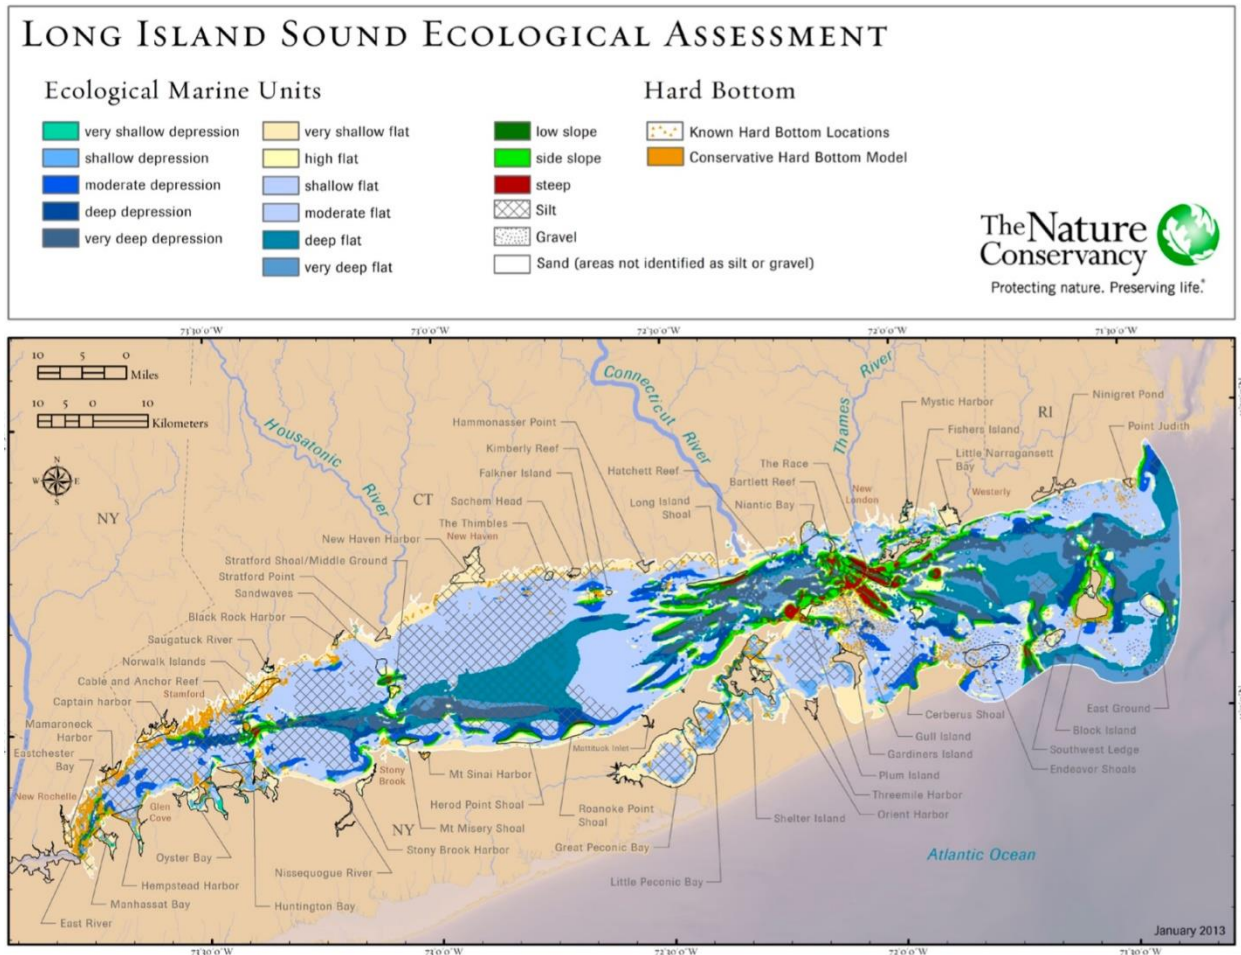 LONG ISLAND SOUND ECOLOGICAL ASSESSMENT
Ecological Marine Units
very shallow depression
shallow depression
moderate depression
deep depression
very deep depression
very shallow flat
high flat
shallow flat
moderate flat
deep flat
very deep flat
low slope
side slope
steep
Silt
Gravel
Sand (areas not identified as silt or gravel)
Hard Bottom
Known Hard Bottom Locations
Conservative Hard Bottom Model
The Nature
Conservancy
Protecting nature. Preserving life.
10 5 0
Miles
10 5 0 10
Kilometers
N
W E
S
NY
CT
RI
NY
Housatonic
River
Connecticut
River
Thames
River
Hammonasser Point
Kimberly Reef
Falkner Island
Sachem Head
The Thimbles
New Haven
New Haven Harbor
Stratford Shoal/Middle Ground
Stratford Point
Sandwaves
Black Rock Harbor
Saugatuck River
Norwalk Islands
Cable and Anchor Reef
Stamford
Captain harbor
Mamaroneck
Harbor
Eastchester
Bay
New Rochelle
Glen
Cove
Hatchett Reef
Long Island
Shoal
The Race
Bartlett Reef
Niantic Bay
New
London
Mystic Harbor
Fishers Island
Little Narragansett
Bay
Westerly
Ninigret Pond
Point Judith
Oyster Bay
Hempstead Harbor
Manhassat Bay
East River
Huntington Bay
Nissequogue River
Stony Brook Harbor
Mt Misery Shoal
Herod Point Shoal
Mt Sinai Harbor
Stony
Brook
Mattituck Inlet
Roanoke Point
Shoal
Great Peconic Bay
Little Peconic Bay
Shelter Island
Orient Harbor
Threemile Harbor
Plum Island
Gardiners Island
Gull Island
Cerberus Shoal
East Ground
Block Island
Southwest Ledge
Endeavor Shoals
Atlantic Ocean
January 2013